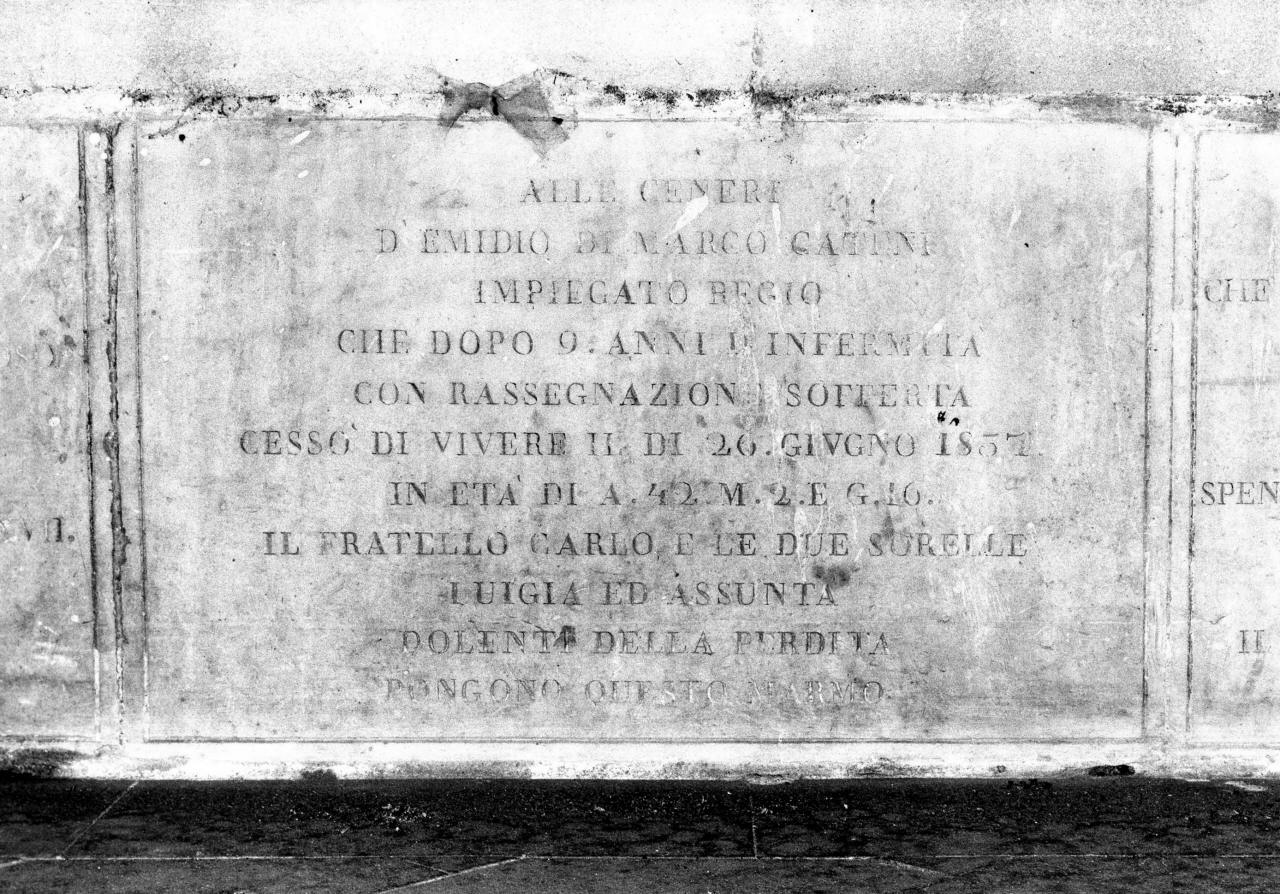 ALLE CENERI
D'EMIDIO DI MARCO
IMPIEGATO REGIO
CHE DOPO 9. ANNI D'INFERMITA
CON RASSEGNAZIONE SOFFERTA
CESSO' DI VIVERE IL DI 26. GIVGNO
IN ETA' DI A. 42. M. 2. E G. 16.
IL FRATELLO CARLO, E LE DUE SORELLE
LUIGIA ED ASSUNTA
DOLENTI DELLA PERDITA
PONGONO QUESTO MARMO.
CHE
SPEN
IL